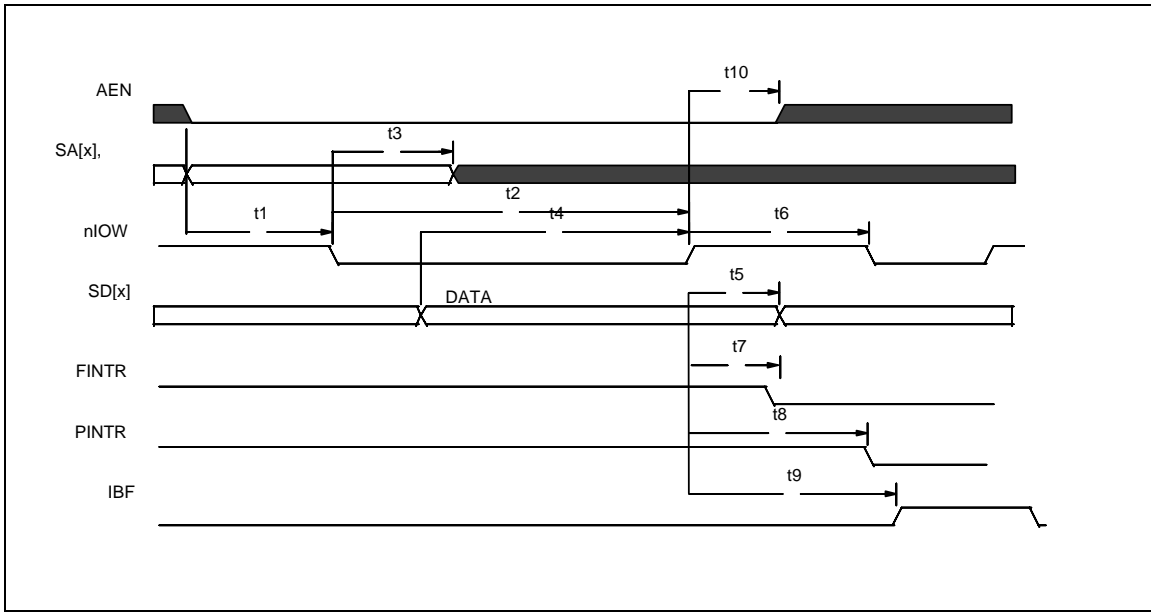 t10
AEN
t3
SA[x],
t2
t1
t4
t6
nIOW
t5
SD[x]
DATA
t7
FINTR
t8
PINTR
t9
IBF